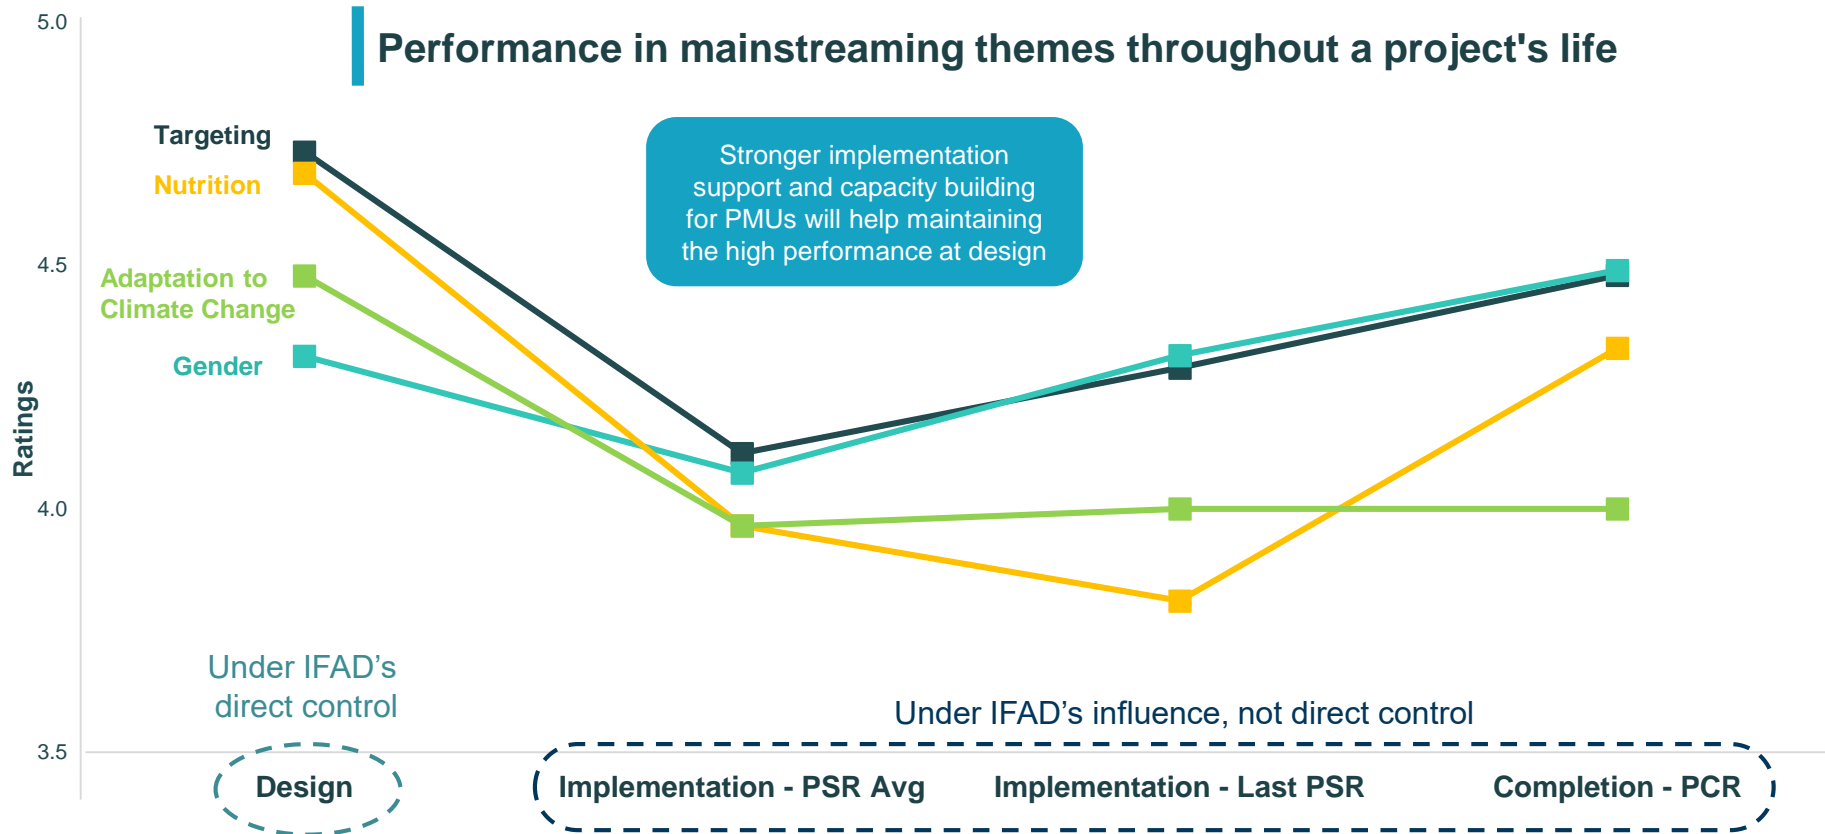 Performance in mainstreaming themes throughout a project's life
5.0
4.5
4.0
3.5
Ratings
Targeting
Nutrition
Adaptation to
Climate Change
Gender
Stronger implementation
support and capacity building
for PMUs will help maintaining
the high performance at design
Under IFAD’s
direct control
Under IFAD’s influence, not direct control
Design
Implementation - PSR Avg
Implementation - Last PSR
Completion - PCR